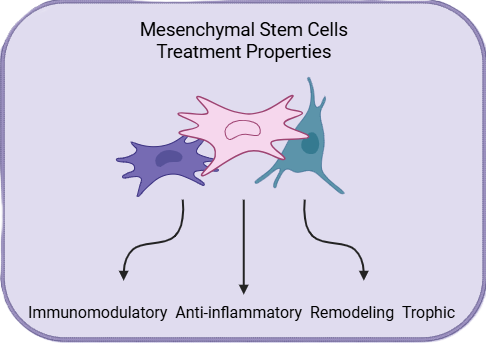 Mesenchymal Stem Cells
Treatment Properties
Immunomodulatory Anti-inflammatory Remodeling Trophic